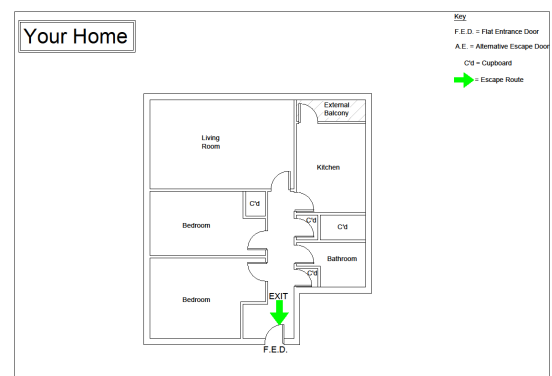 Your Home
Key
F.E.D. = Flat Entrance Door
A.E. = Alternative Escape Door
C'd = Cupboard
= Escape Route
External
Balcony
Living
Room
Kitchen
C'd
C'd
C'd
Bedroom
Bathroom
C'd
Bedroom
EXIT
F.E.D.